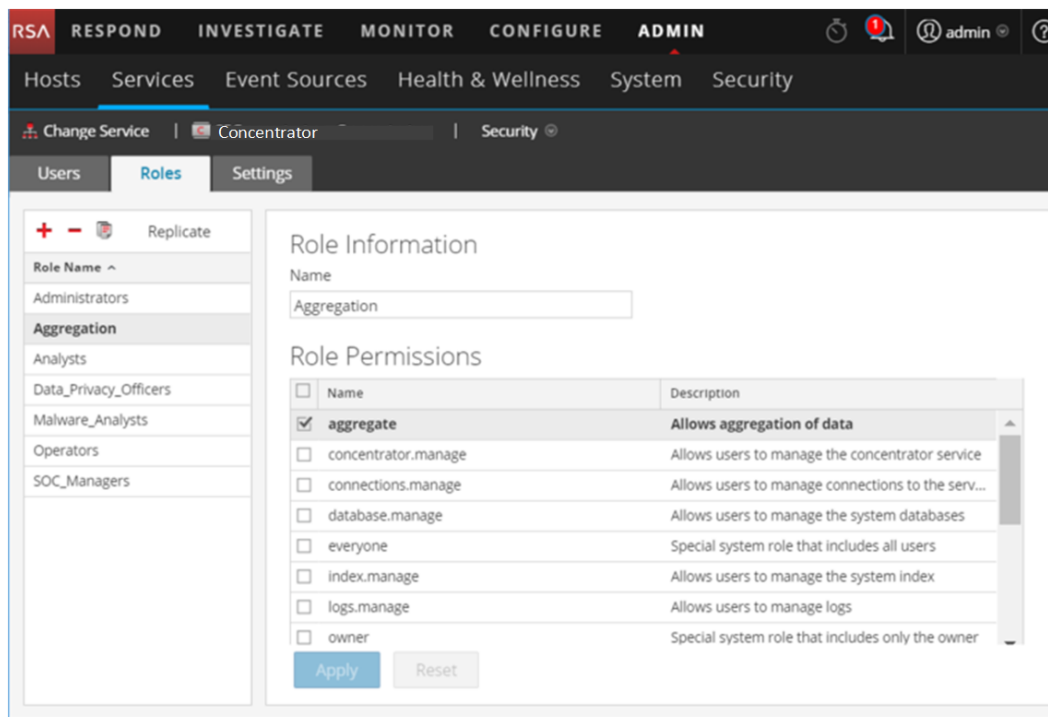 RSA RESPOND INVESTIGATE MONITOR CONFIGURE ADMIN 1 admin ?
Hosts Services Event Sources Health & Wellness System Security
Change Service | C Concentrator | Security
Users Roles Settings
+ - Replicate
Role Name
Administrators
Aggregation
Analysts
Data_Privacy_Officers
Malware_Analysts
Operators
SOC_Managers
Role Information
Name
Aggregation
Role Permissions
Name Description
aggregate Allows aggregation of data
concentrator.manage Allows users to manage the concentrator service
connections.manage Allows users to manage connections to the serv...
database.manage Allows users to manage the system databases
everyone Special system role that includes all users
index.manage Allows users to manage the system index
logs.manage Allows users to manage logs
owner Special system role that includes only the owner
Apply Reset